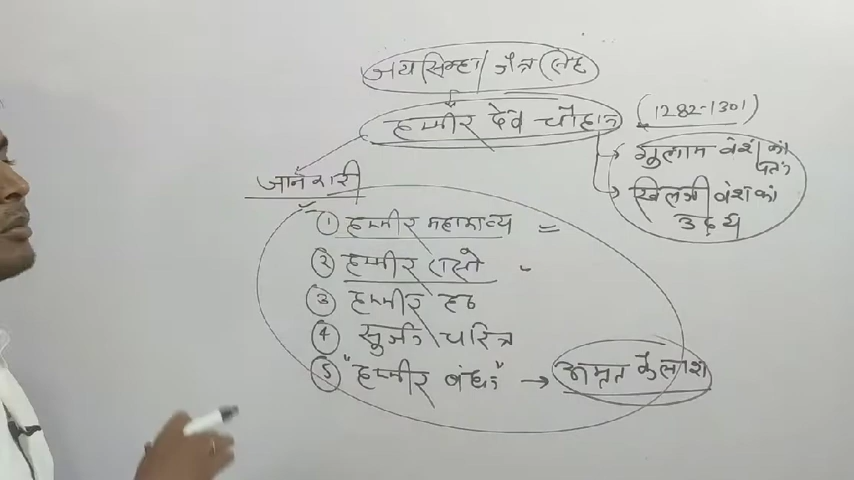 जयसिम्हा / जैत्र सिंह
हम्मीर देव चौहान (1282-1301)
गुलाम वंश का पतन
खिलजी वंश का उदय
जानकारी
① हम्मीर महाकाव्य =
② हम्मीर रासो -
③ हम्मीर हठ
④ सुर्जन चरित्र
⑤ "हम्मीर बंधन" → अमृत कैलाश